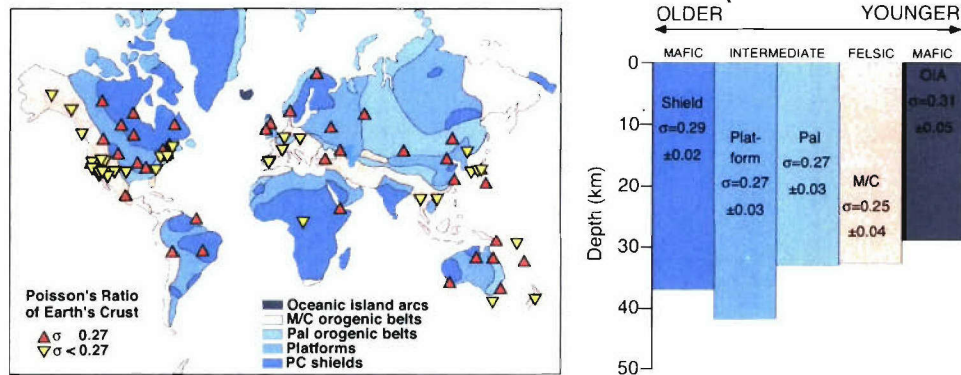 Poisson's Ratio
of Earth's Crust
σ 0.27
σ < 0.27
Oceanic island arcs
M/C orogenic belts
Pal orogenic belts
Platforms
PC shields
OLDER YOUNGER
MAFIC INTERMEDIATE FELSIC MAFIC
Depth (km)
0
10
20
30
40
50
Shield
σ=0.29
±0.02
Plat-
form
σ=0.27
±0.03
Pal
σ=0.27
±0.03
M/C
σ=0.25
±0.04
OIA
σ=0.31
±0.05